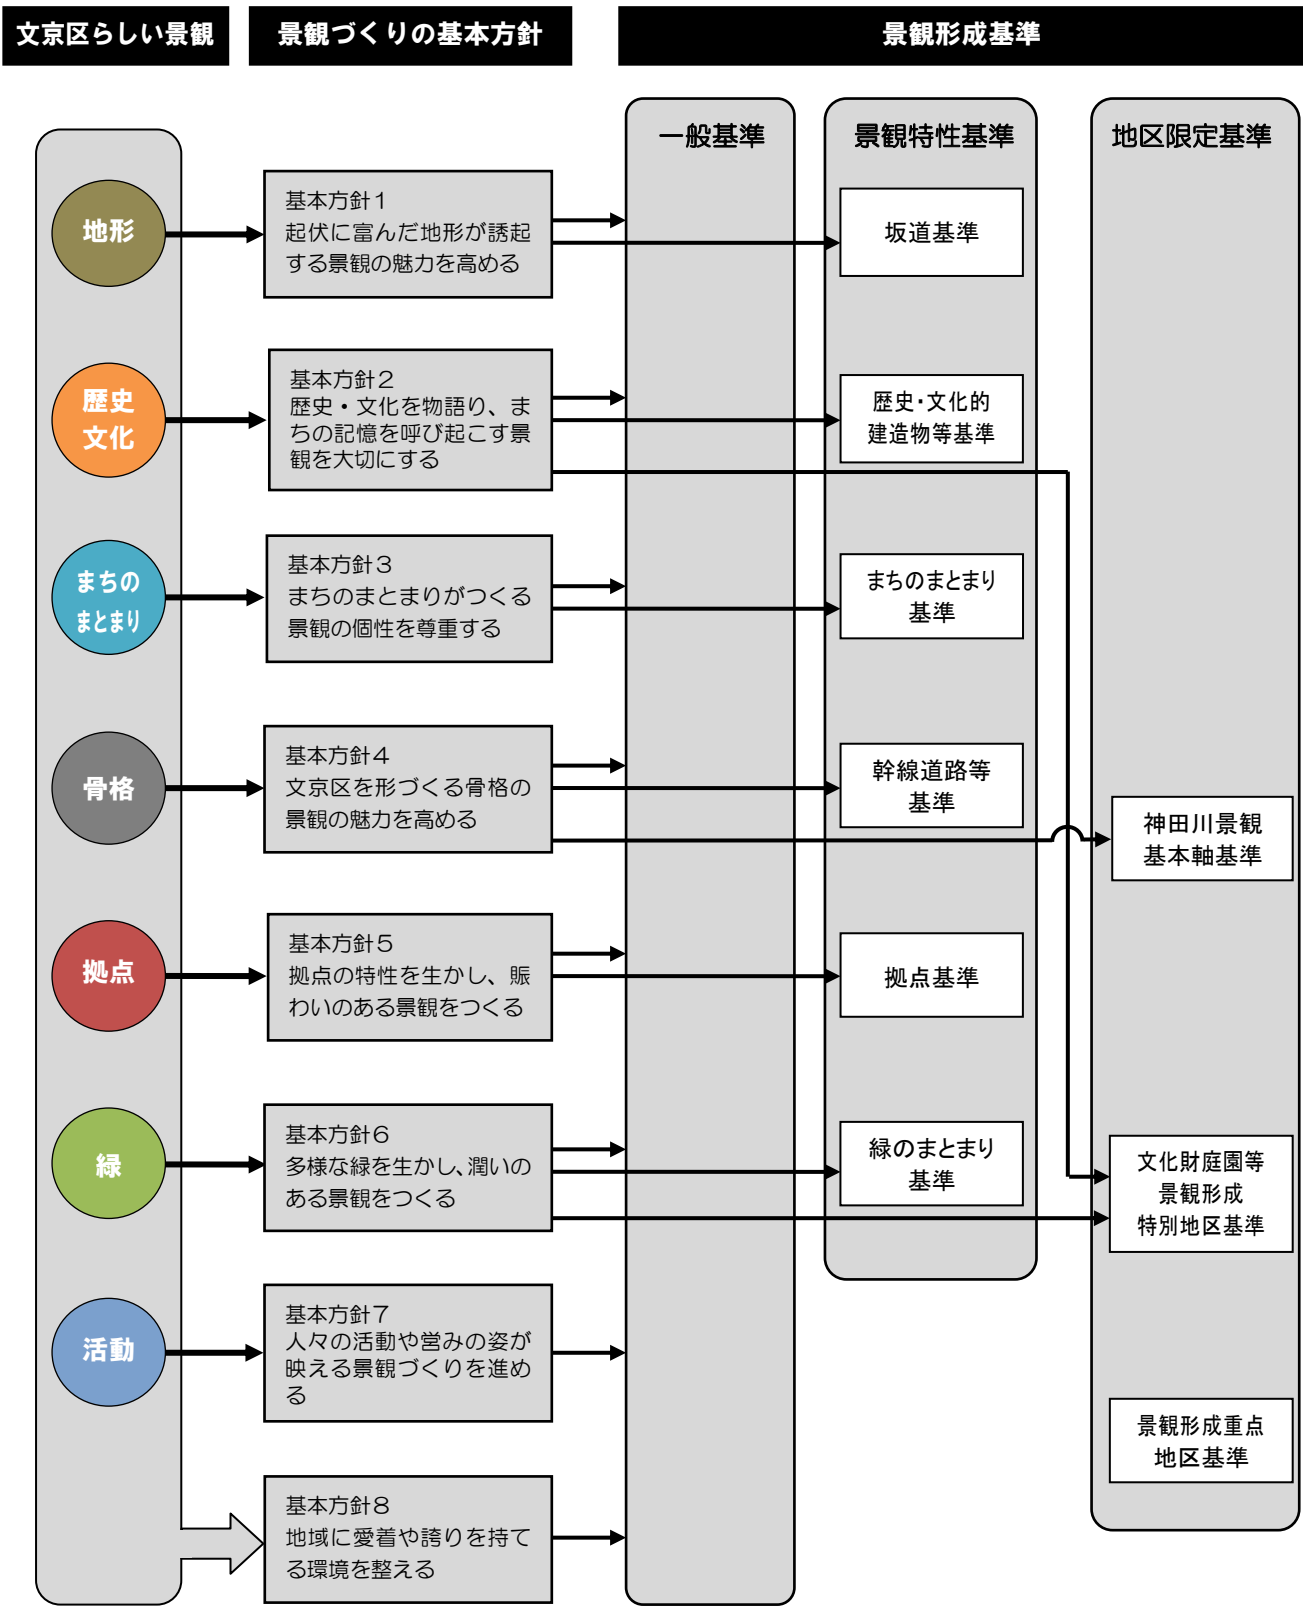 文京区らしい景観
景観づくりの基本方針
景観形成基準
一般基準
景観特性基準
地区限定基準
地形
基本方針1
起伏に富んだ地形が誘起
する景観の魅力を高める
坂道基準
歴史
文化
基本方針2
歴史・文化を物語り、ま
ちの記憶を呼び起こす景
観を大切にする
歴史・文化的
建造物等基準
まちの
まとまり
基本方針3
まちのまとまりがつくる
景観の個性を尊重する
まちのまとまり
基準
骨格
基本方針4
文京区を形づくる骨格の
景観の魅力を高める
幹線道路等
基準
神田川景観
基本軸基準
拠点
基本方針5
拠点の特性を生かし、賑
わいのある景観をつくる
拠点基準
緑
基本方針6
多様な緑を生かし、潤いの
ある景観をつくる
緑のまとまり
基準
文化財庭園等
景観形成
特別地区基準
活動
基本方針7
人々の活動や営みの姿が
映える景観づくりを進め
る
景観形成重点
地区基準
基本方針8
地域に愛着や誇りを持て
る環境を整える